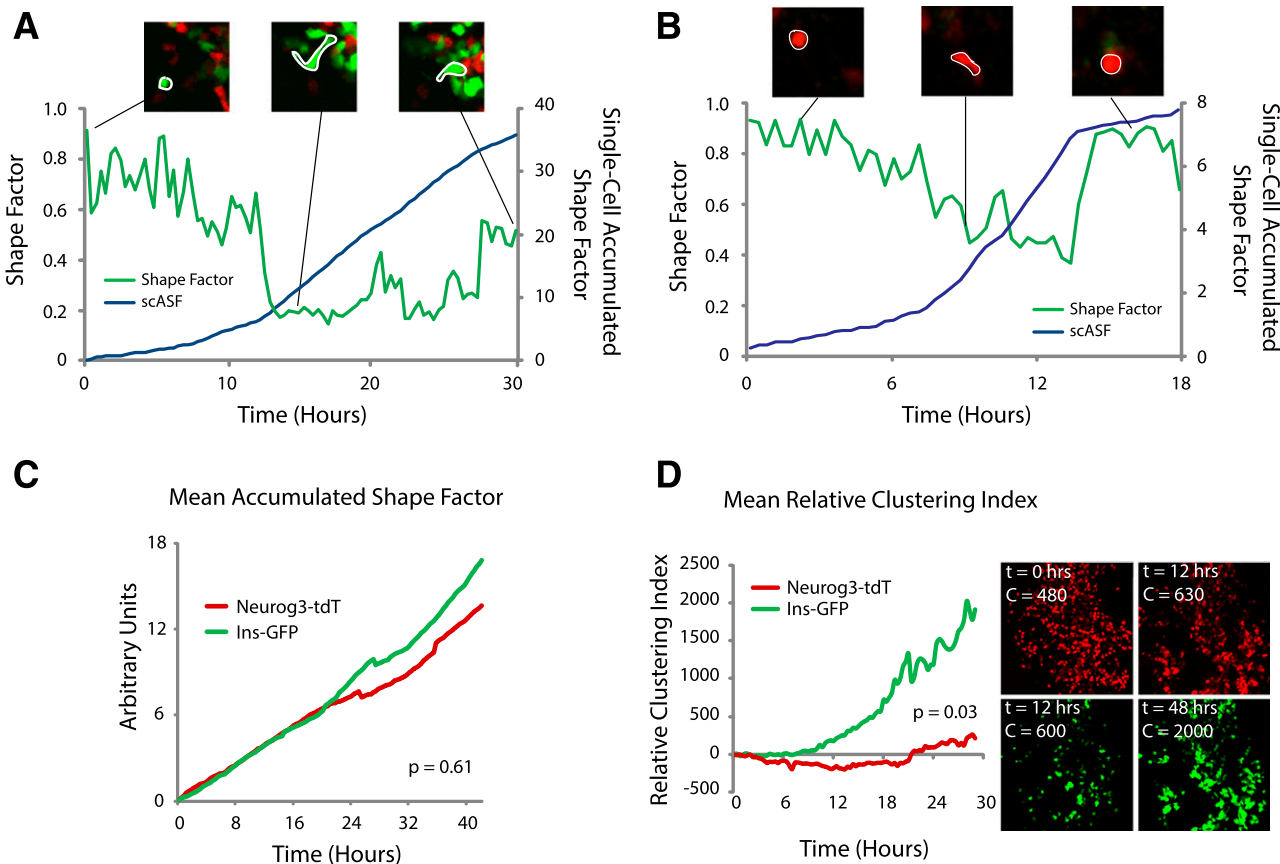 A
1.0
0.8
0.6
0.4
0.2
0
40
30
20
10
0
Shape Factor
Single-Cell Accumulated
Shape Factor
Shape Factor
scASF
0
10
20
30
Time (Hours)
B
1.0
0.8
0.6
0.4
0.2
0
8
6
4
2
0
Shape Factor
Single-Cell Accumulated
Shape Factor
Shape Factor
scASF
0
6
12
18
Time (Hours)
C
Mean Accumulated Shape Factor
18
12
6
0
Arbitrary Units
Neurog3-tdT
Ins-GFP
p = 0.61
0
8
16
24
32
40
Time (Hours)
D
Mean Relative Clustering Index
2500
2000
1500
1000
500
0
-500
Relative Clustering Index
Neurog3-tdT
Ins-GFP
p = 0.03
0
6
12
18
24
30
Time (Hours)
t = 0 hrs
C = 480
t = 12 hrs
C = 630
t = 12 hrs
C = 600
t = 48 hrs
C = 2000